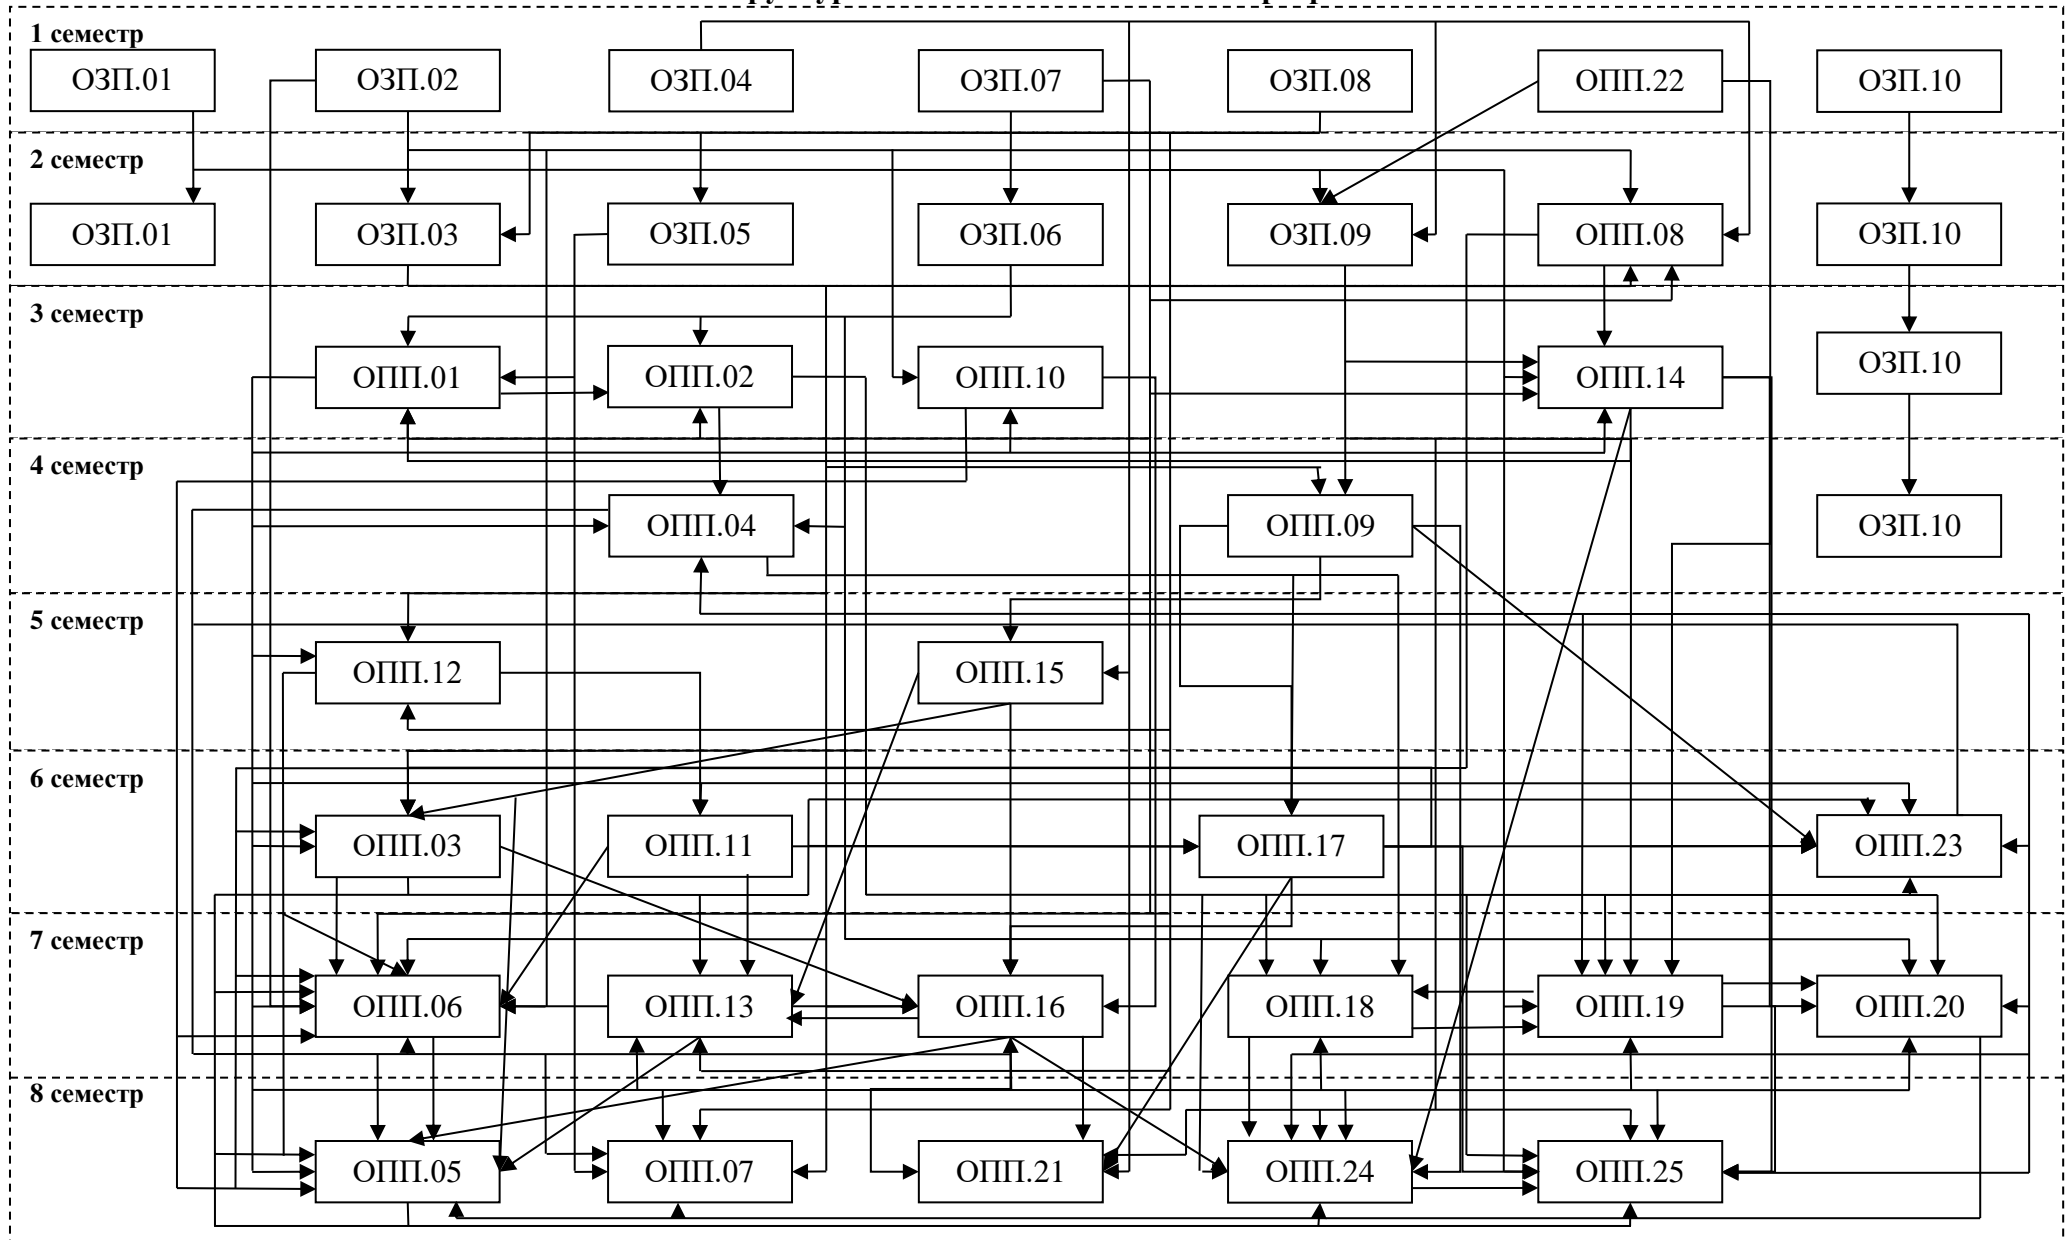 1 семестр
ОЗП.01 ОЗП.02 ОЗП.04 ОЗП.07 ОЗП.08 ОПП.22 ОЗП.10
2 семестр
ОЗП.01 ОЗП.03 ОЗП.05 ОЗП.06 ОЗП.09 ОПП.08 ОЗП.10
3 семестр
ОПП.01 ОПП.02 ОПП.10 ОПП.14 ОЗП.10
4 семестр
ОПП.04 ОПП.09 ОЗП.10
5 семестр
ОПП.12 ОПП.15
6 семестр
ОПП.03 ОПП.11 ОПП.17 ОПП.23
7 семестр
ОПП.06 ОПП.13 ОПП.16 ОПП.18 ОПП.19 ОПП.20
8 семестр
ОПП.05 ОПП.07 ОПП.21 ОПП.24 ОПП.25